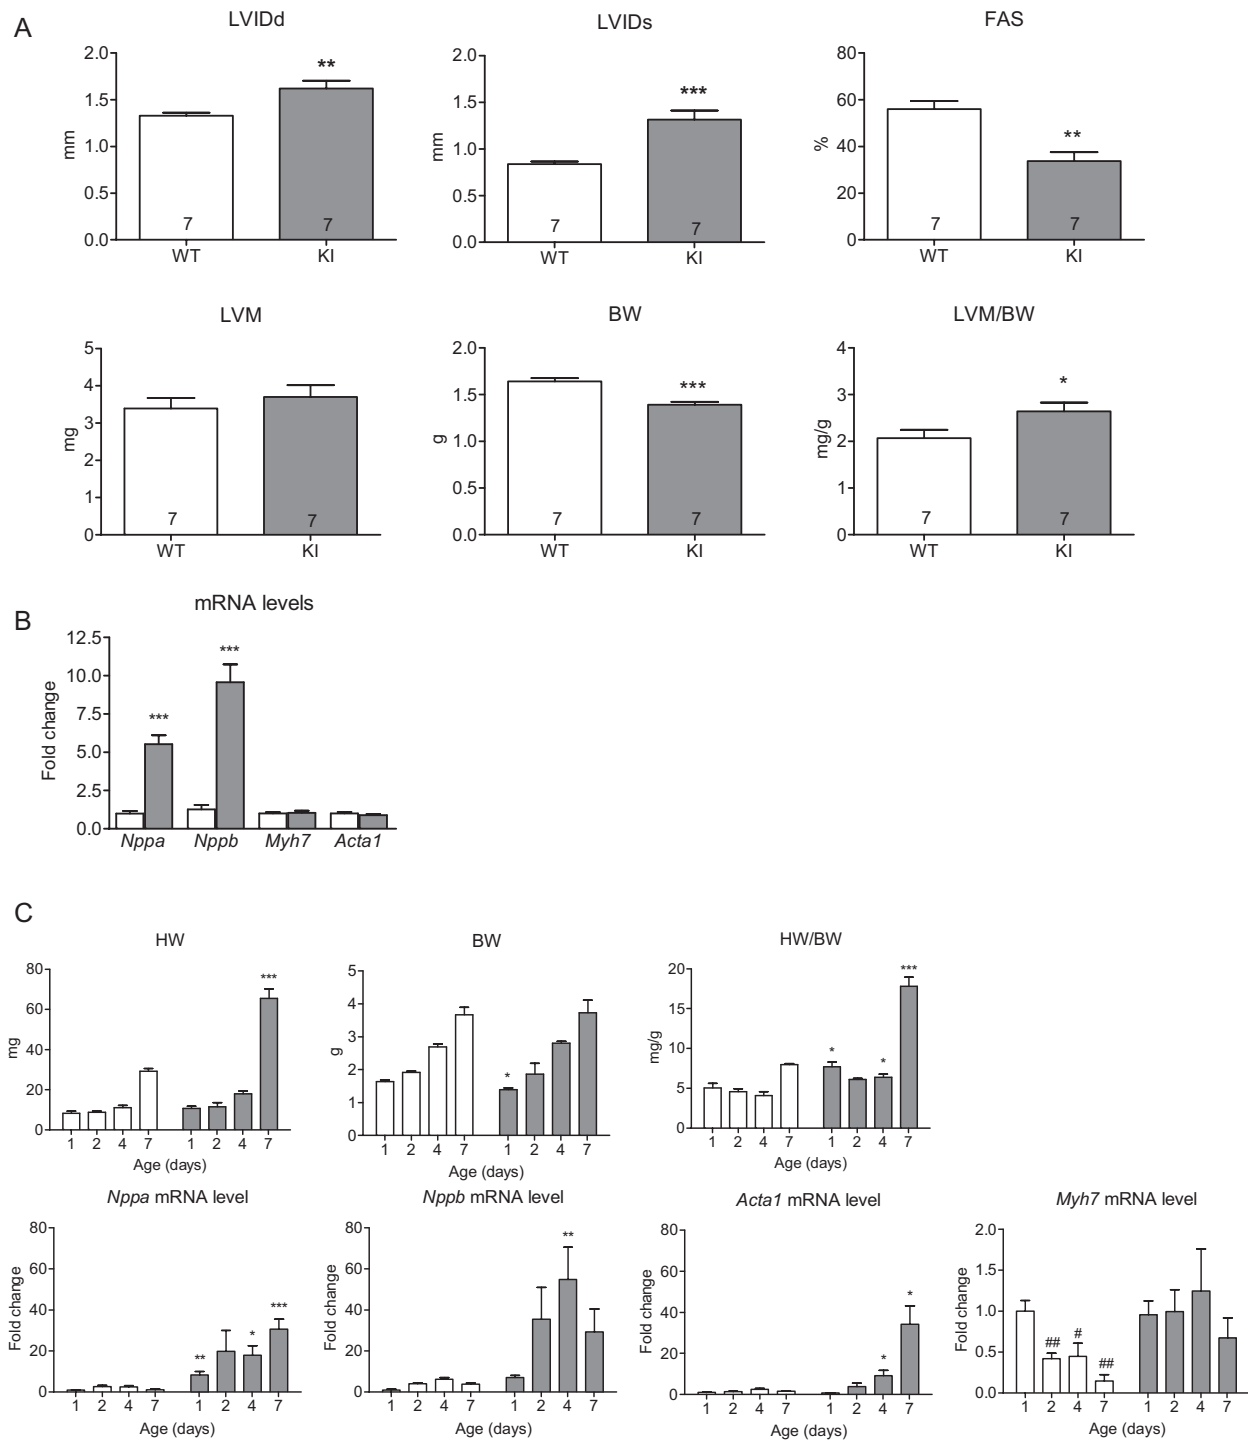 A
LVIDd
2.0
1.5
1.0
0.5
0.0
mm
**
7
7
WT
KI
LVIDs
2.0
1.5
1.0
0.5
0.0
mm
***
7
7
WT
KI
FAS
80
60
40
20
0
%
**
7
7
WT
KI
LVM
5
4
3
2
1
0
mg
7
7
WT
KI
BW
2.0
1.5
1.0
0.5
0.0
g
***
7
7
WT
KI
LVM/BW
4
3
2
1
0
mg/g
*
7
7
WT
KI
B
mRNA levels
12.5
10.0
7.5
5.0
2.5
0.0
Fold change
***
***
Nppa
Nppb
Myh7
Acta1
C
HW
80
60
40
20
0
mg
***
1 2 4 7 1 2 4 7
Age (days)
BW
5
4
3
2
1
0
g
*
1 2 4 7 1 2 4 7
Age (days)
HW/BW
20
15
10
5
0
mg/g
*
*
***
1 2 4 7 1 2 4 7
Age (days)
Nppa mRNA level
80
60
40
20
0
Fold change
**
*
***
1 2 4 7 1 2 4 7
Age (days)
Nppb mRNA level
80
60
40
20
0
Fold change
**
1 2 4 7 1 2 4 7
Age (days)
Acta1 mRNA level
80
60
40
20
0
Fold change
*
*
1 2 4 7 1 2 4 7
Age (days)
Myh7 mRNA level
2.0
1.5
1.0
0.5
0.0
Fold change
##
#
##
1 2 4 7 1 2 4 7
Age (days)